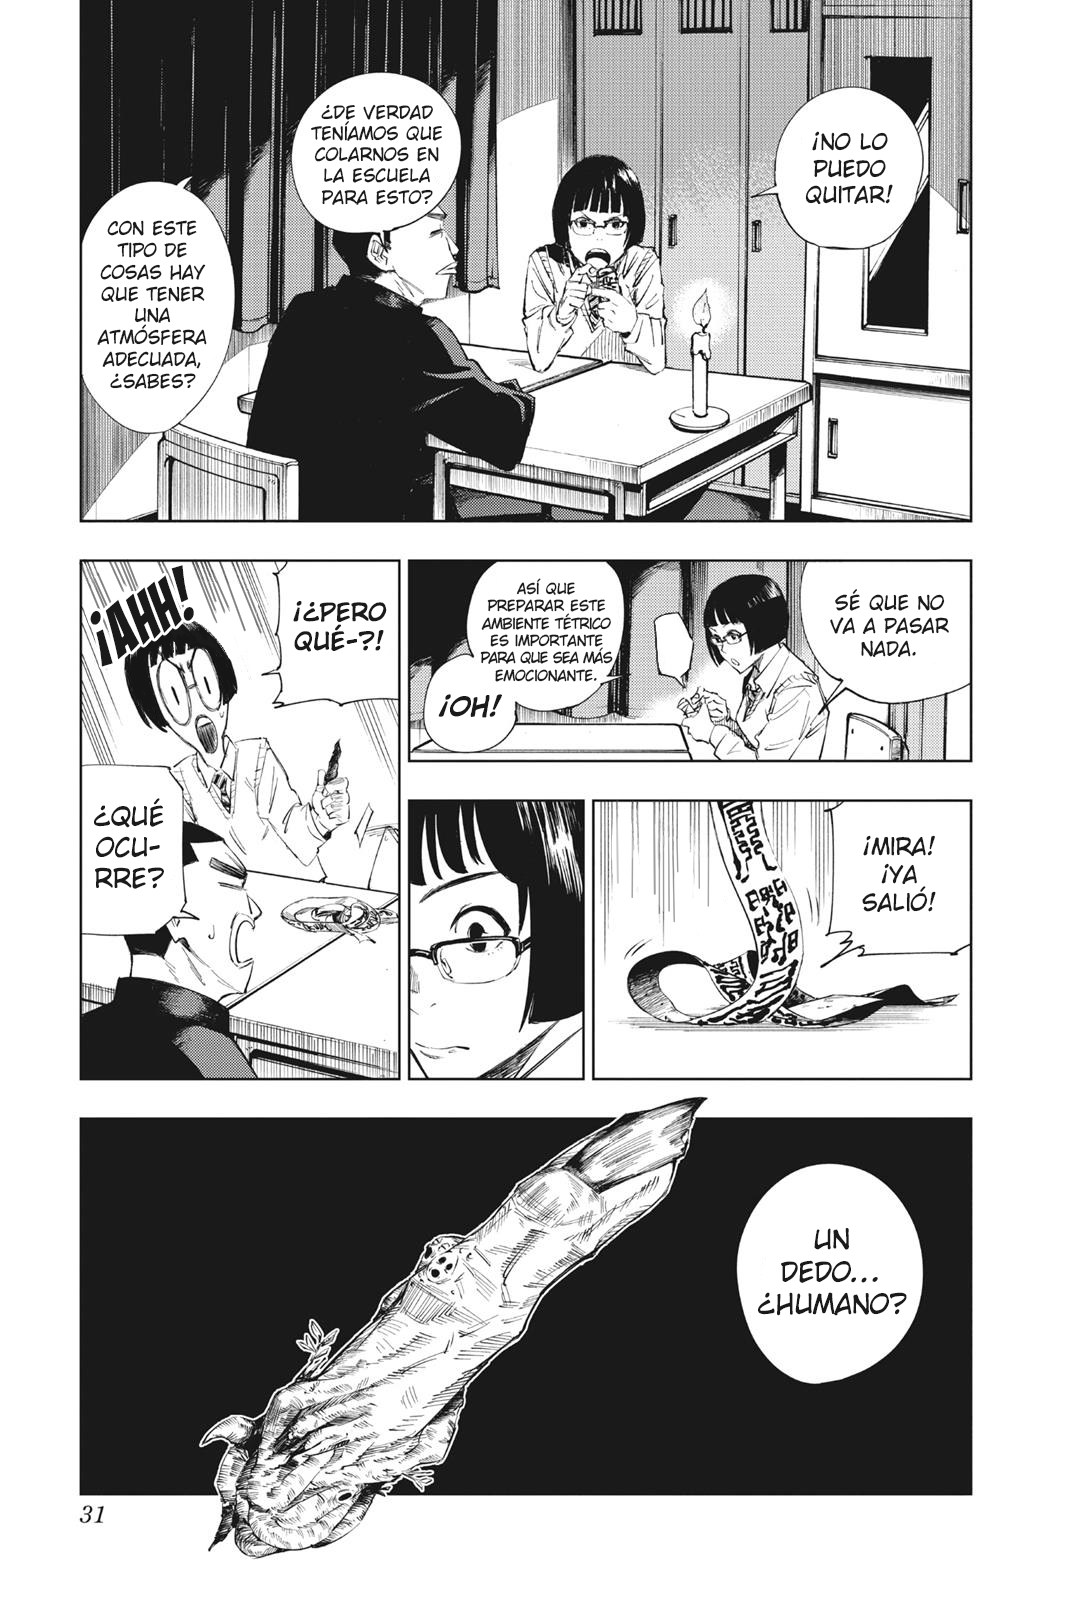 ¡NO LO
PUEDO
QUITAR!
¿DE VERDAD
TENÍAMOS QUE
COLARNOS EN
LA ESCUELA
PARA ESTO?
CON ESTE
TIPO DE
COSAS HAY
QUE TENER
UNA
ATMÓSFERA
ADECUADA,
¿SABES?
SÉ QUE NO
VA A PASAR
NADA.
ASÍ QUE
PREPARAR ESTE
AMBIENTE TÉTRICO
ES IMPORTANTE
PARA QUE SEA MÁS
EMOCIONANTE.
¡OH!
¡MIRA!
¡YA
SALIÓ!
¡¿PERO
QUÉ-?!
¡AHH!
¿QUÉ
OCU-
RRE?
UN
DEDO...
¿HUMANO?
31